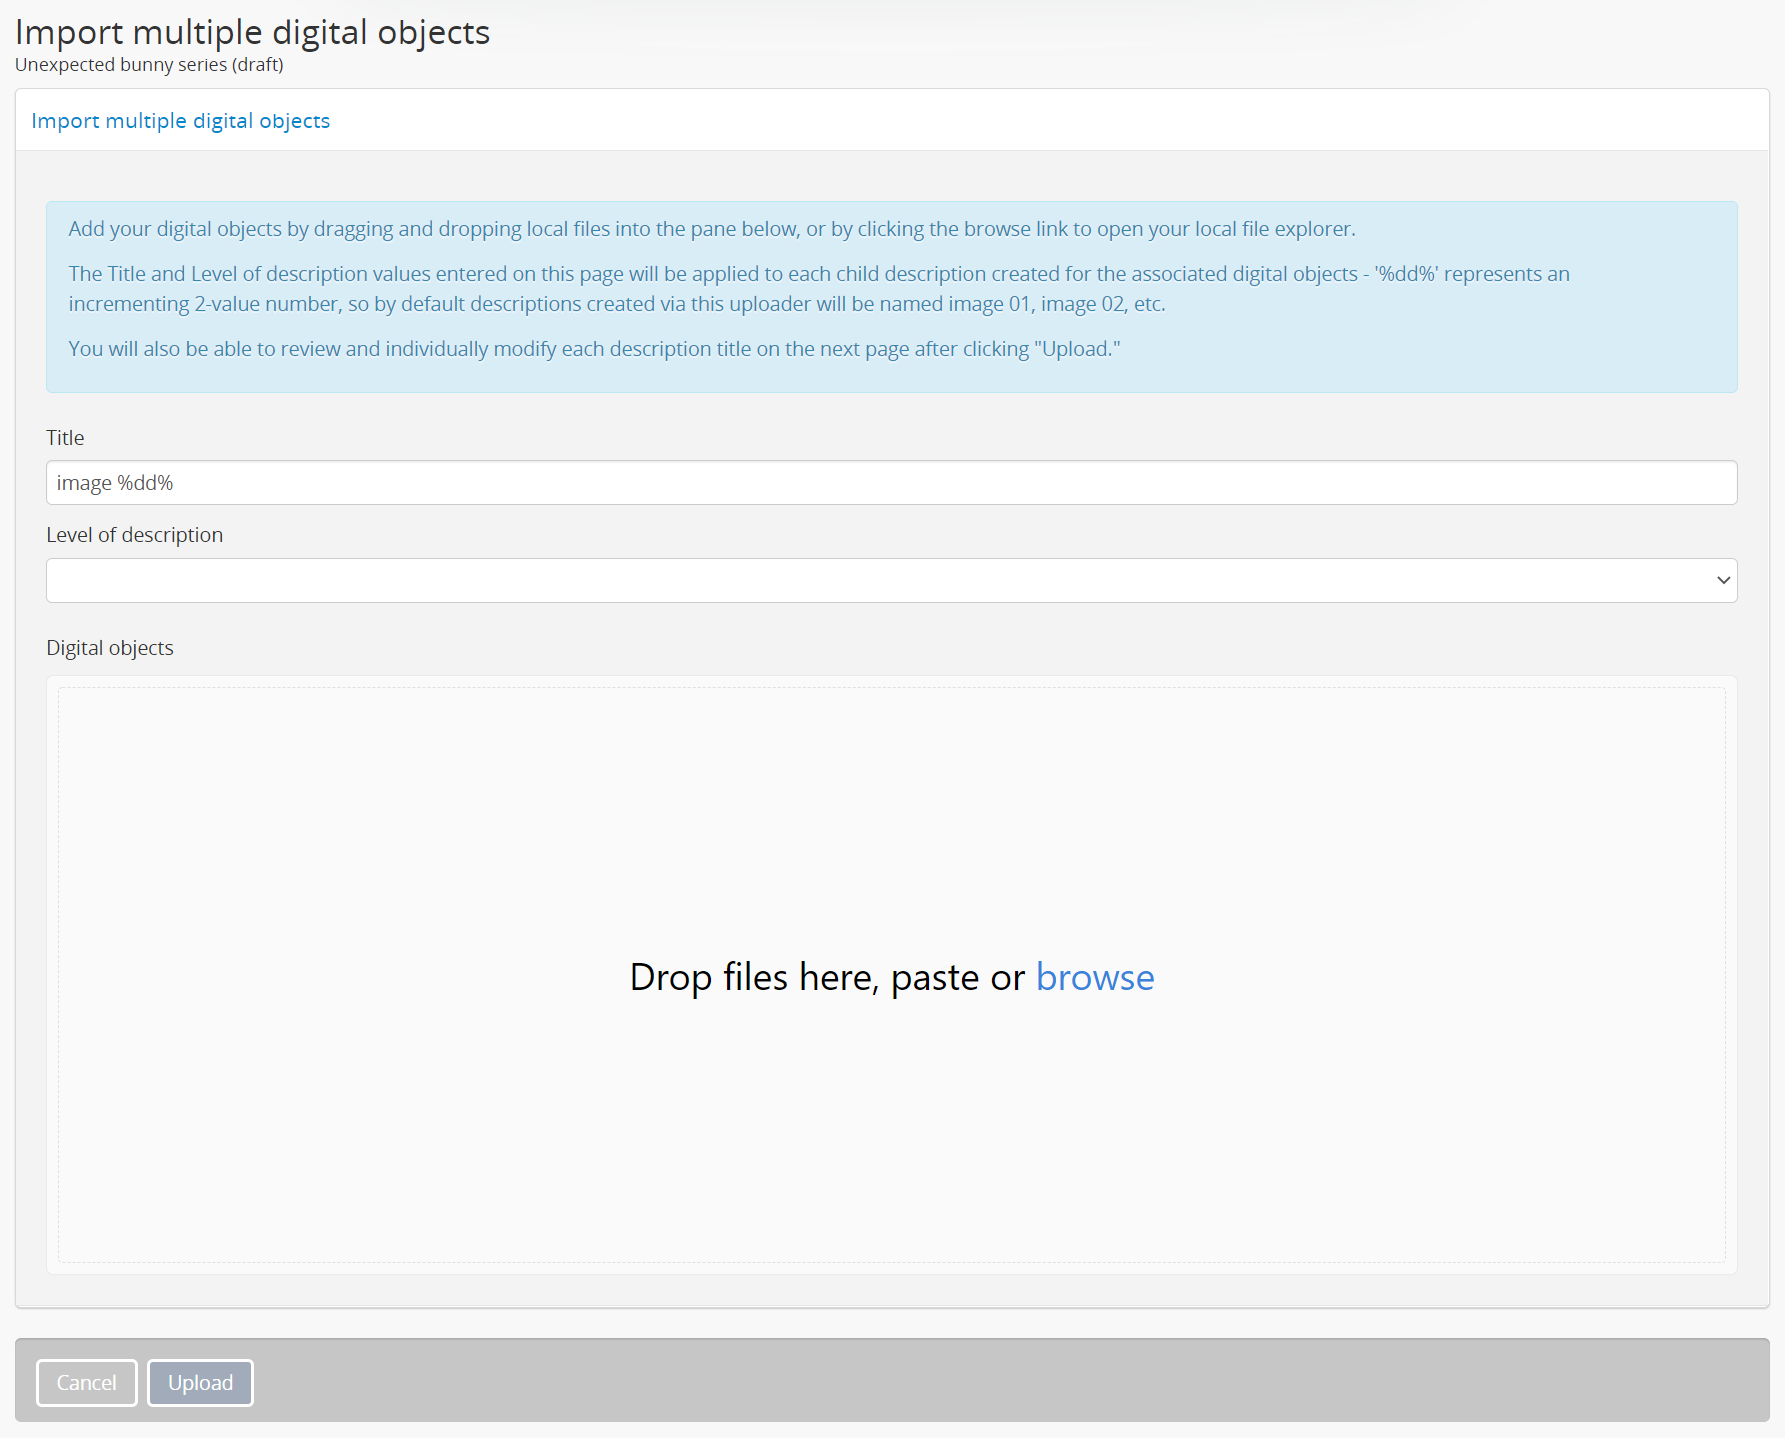 Import multiple digital objects
Unexpected bunny series (draft)
Import multiple digital objects
Add your digital objects by dragging and dropping local files into the pane below, or by clicking the browse link to open your local file explorer.
The Title and Level of description values entered on this page will be applied to each child description created for the associated digital objects - '%dd%' represents an
incrementing 2-value number, so by default descriptions created via this uploader will be named image 01, image 02, etc.
You will also be able to review and individually modify each description title on the next page after clicking "Upload."
Title
image %dd%
Level of description
Digital objects
Drop files here, paste or browse
Cancel
Upload